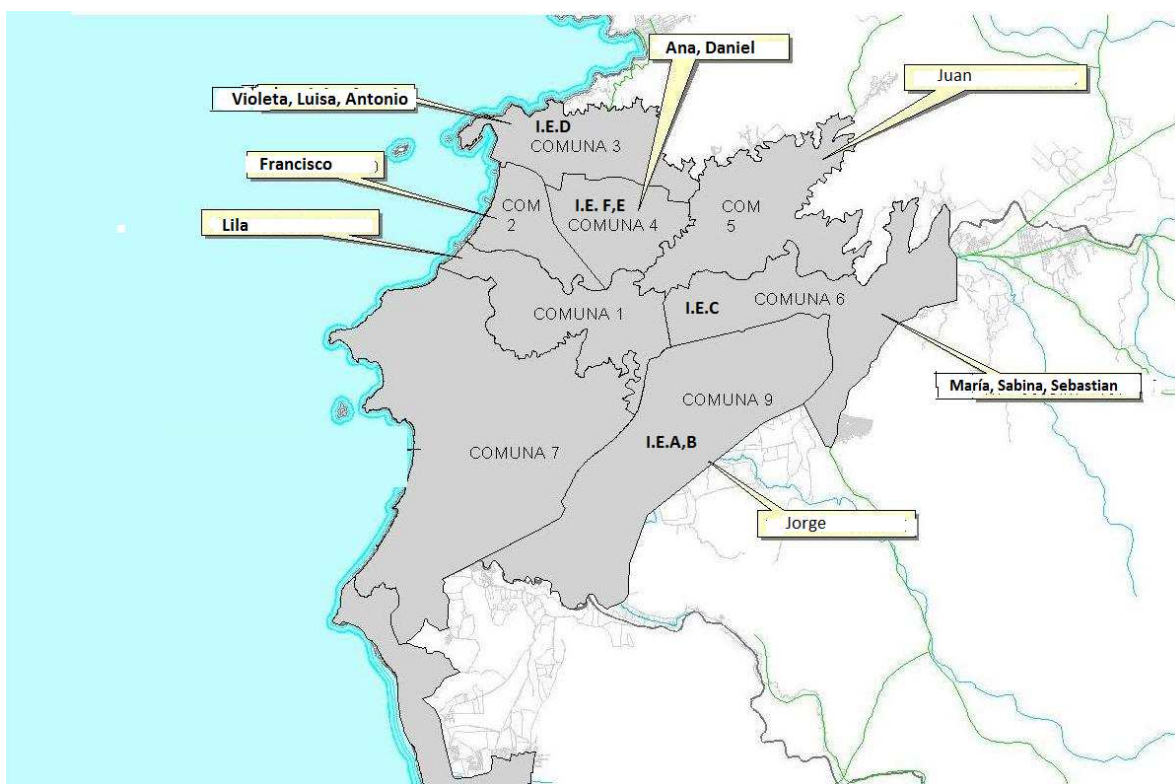 Ana, Daniel
Juan
Violeta, Luisa, Antonio
I.E.D
COMUNA 3
Francisco
COM
2
I.E. F,E
COMUNA 4
COM
5
Lila
COMUNA 1
I.E.C
COMUNA 6
María, Sabina, Sebastian
COMUNA 9
I.E.A,B
COMUNA 7
Jorge